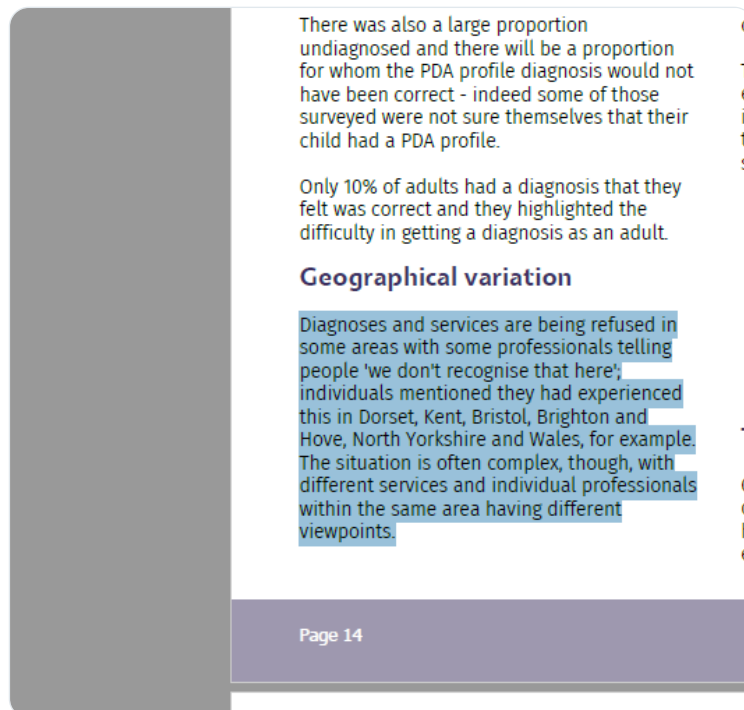 There was also a large proportion
undiagnosed and there will be a proportion
for whom the PDA profile diagnosis would not
have been correct - indeed some of those
surveyed were not sure themselves that their
child had a PDA profile.
Only 10% of adults had a diagnosis that they
felt was correct and they highlighted the
difficulty in getting a diagnosis as an adult.
Geographical variation
Diagnoses and services are being refused in
some areas with some professionals telling
people 'we don't recognise that here';
individuals mentioned they had experienced
this in Dorset, Kent, Bristol, Brighton and
Hove, North Yorkshire and Wales, for example.
The situation is often complex, though, with
different services and individual professionals
within the same area having different
viewpoints.
Page 14